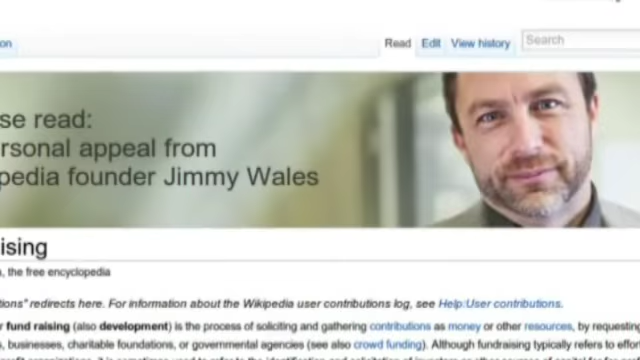 on
Read Edit View history Search
se read:
ersonal appeal from
pedia founder Jimmy Wales
ising
, the free encyclopedia
tions" redirects here. For information about the Wikipedia user contributions log, see Help:User contributions.
r fund raising (also development) is the process of soliciting and gathering contributions as money or other resources, by requesting
s, businesses, charitable foundations, or governmental agencies (see also crowd funding). Although fundraising typically refers to effo